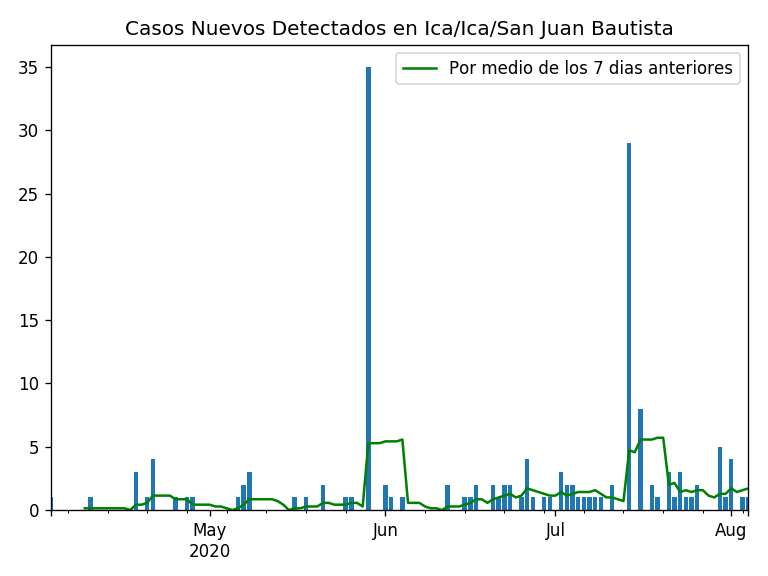 Casos Nuevos Detectados en Ica/Ica/San Juan Bautista
Por medio de los 7 dias anteriores
35
30
25
20
15
10
5
0
May
2020
Jun
Jul
Aug